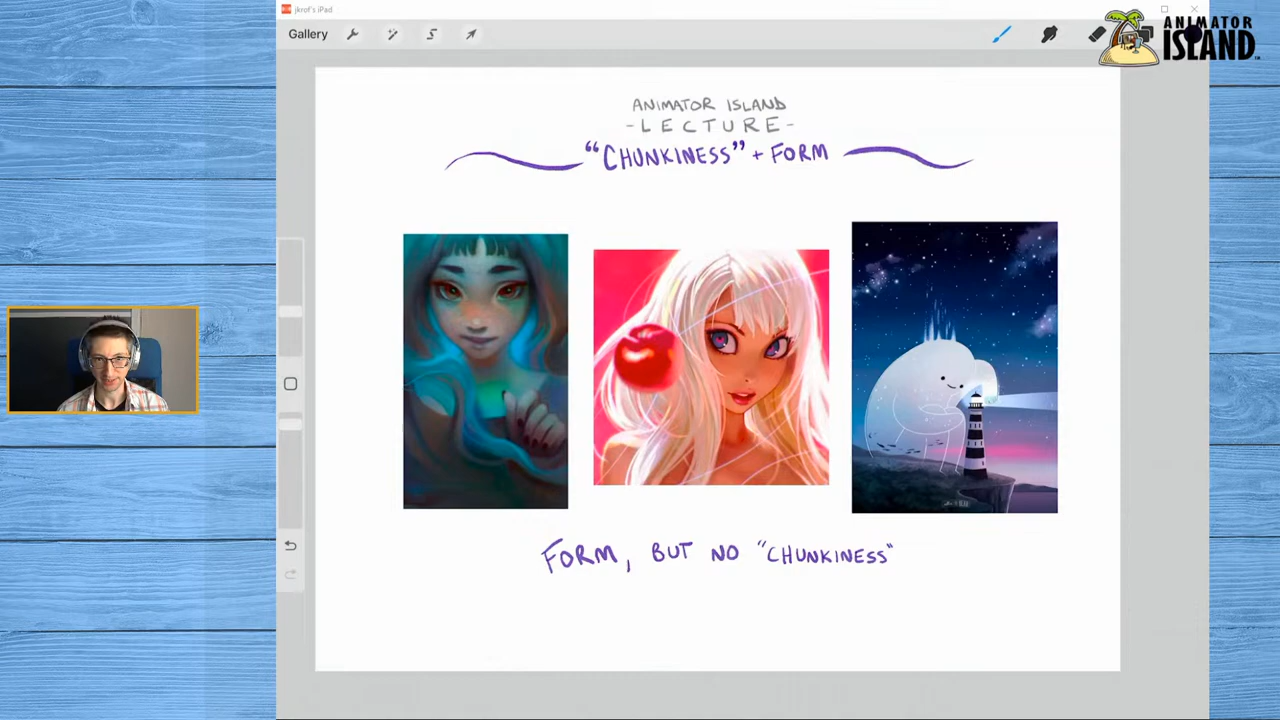 jkrof's iPad
Gallery
ANIMATOR
ISLAND
ANIMATOR ISLAND
-LECTURE-
"CHUNKINESS" + FORM
FORM, BUT NO "CHUNKINESS"